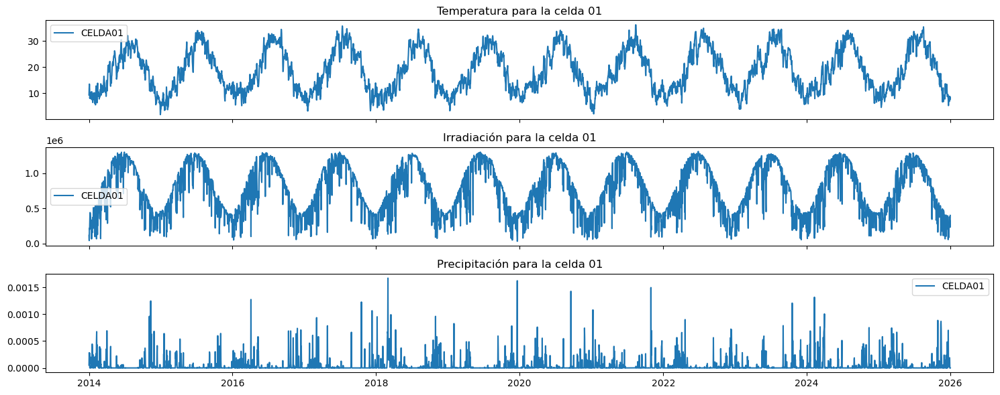 Temperatura para la celda 01
CELDA01
30
20
10
Irradiación para la celda 01
1e6
1.0
CELDA01
0.5
0.0
Precipitación para la celda 01
CELDA01
0.0015
0.0010
0.0005
0.0000
2014 2016 2018 2020 2022 2024 2026